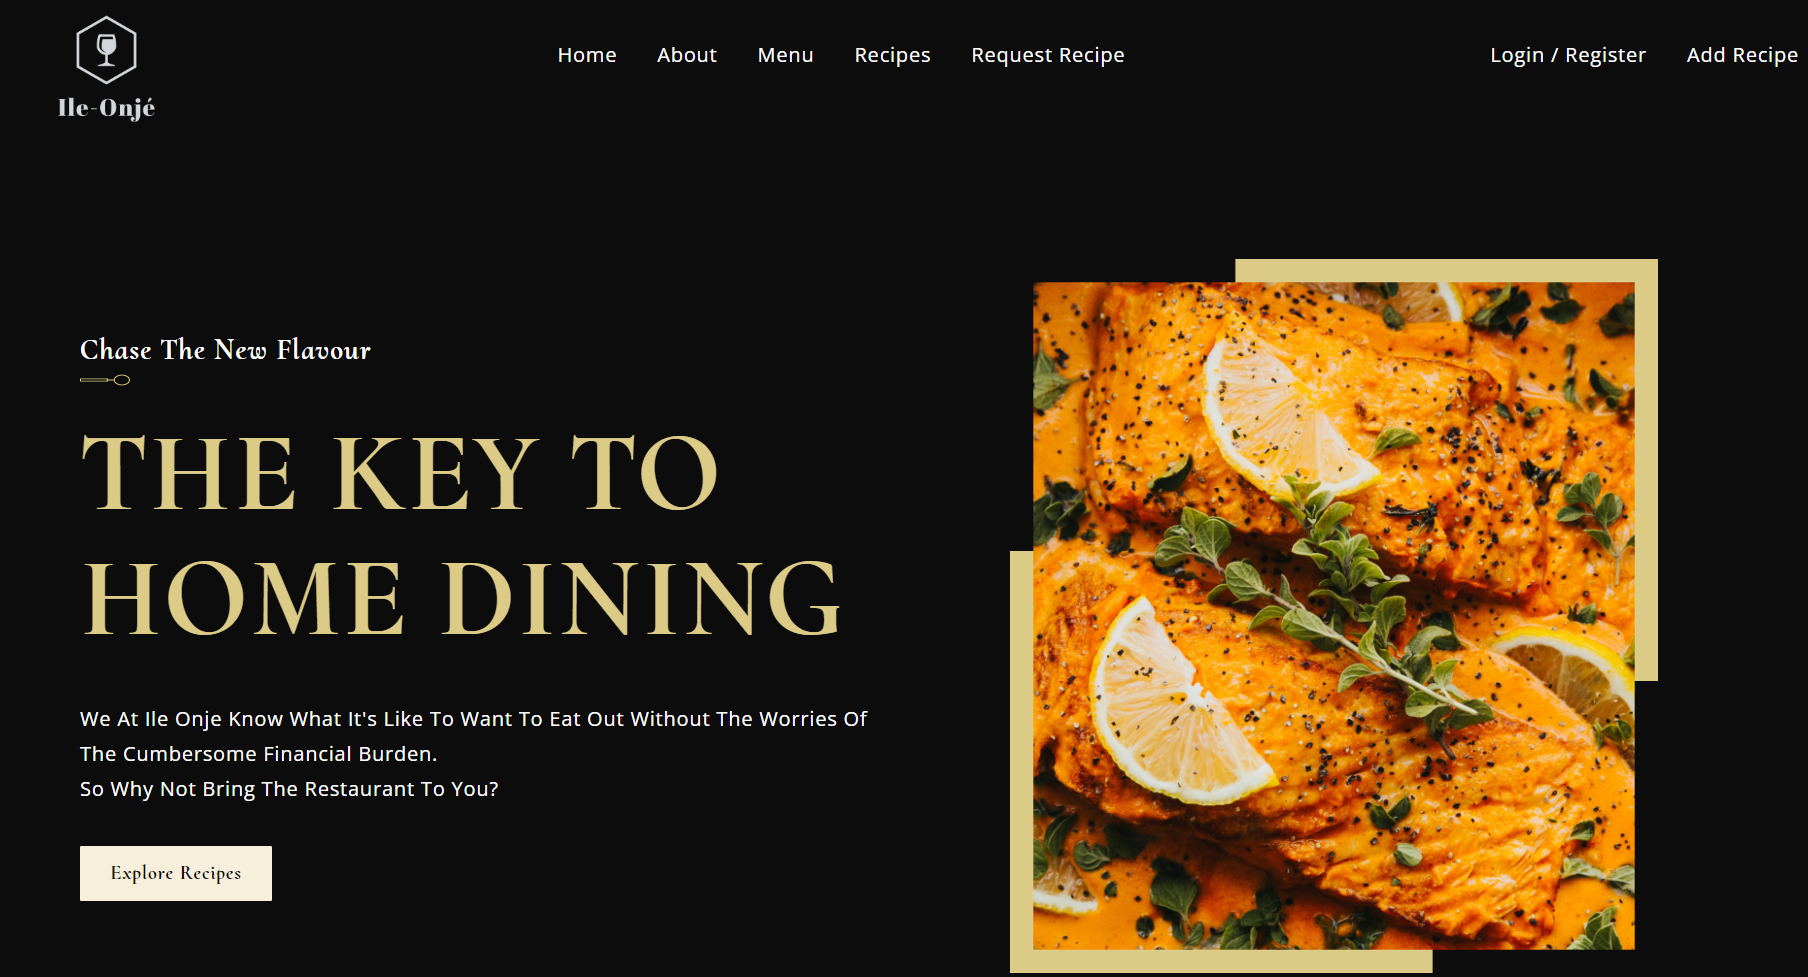 Ile-Onjé
Home About Menu Recipes Request Recipe Login / Register Add Recipe
Chase The New Flavour
THE KEY TO
HOME DINING
We At Ile Onje Know What It's Like To Want To Eat Out Without The Worries Of
The Cumbersome Financial Burden.
So Why Not Bring The Restaurant To You?
Explore Recipes